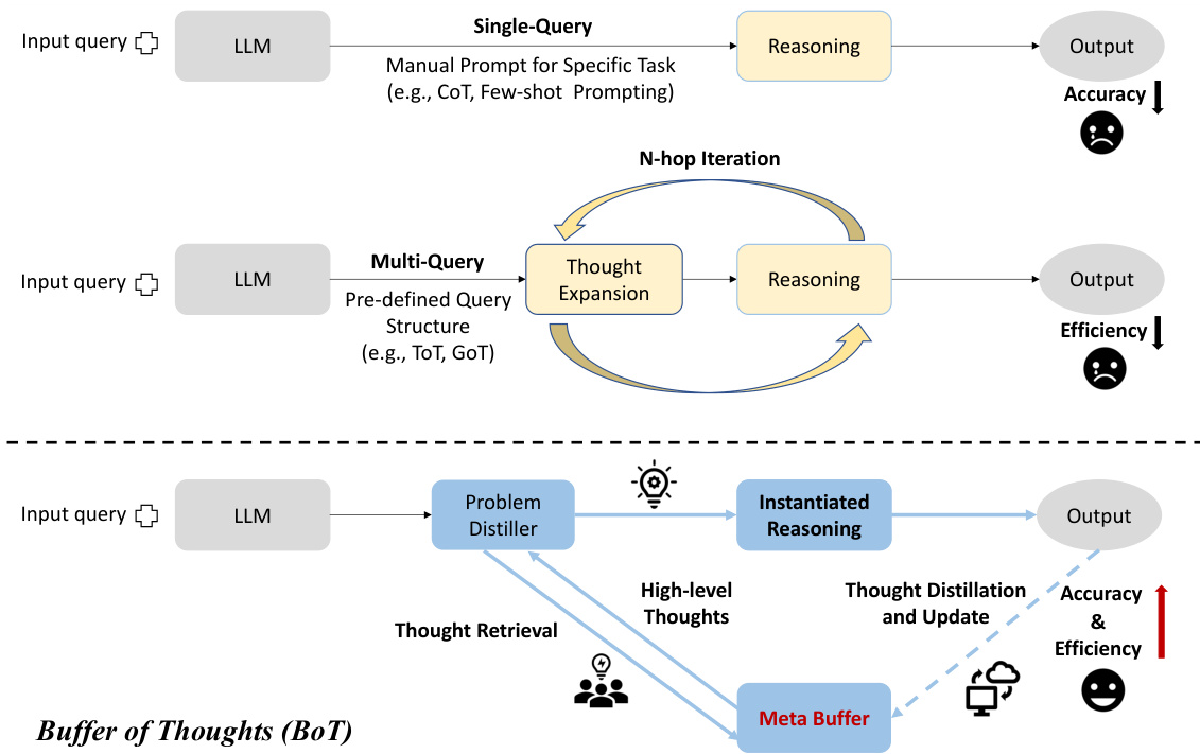 Input query
LLM
Single-Query
Manual Prompt for Specific Task
(e.g., CoT, Few-shot Prompting)
Reasoning
Output
Accuracy
N-hop Iteration
Input query
LLM
Multi-Query
Pre-defined Query
Structure
(e.g., ToT, GoT)
Thought
Expansion
Reasoning
Output
Efficiency
Input query
LLM
Problem
Distiller
Instantiated
Reasoning
Output
Thought Retrieval
High-level
Thoughts
Thought Distillation
and Update
Accuracy
&
Efficiency
Meta Buffer
Buffer of Thoughts (BoT)